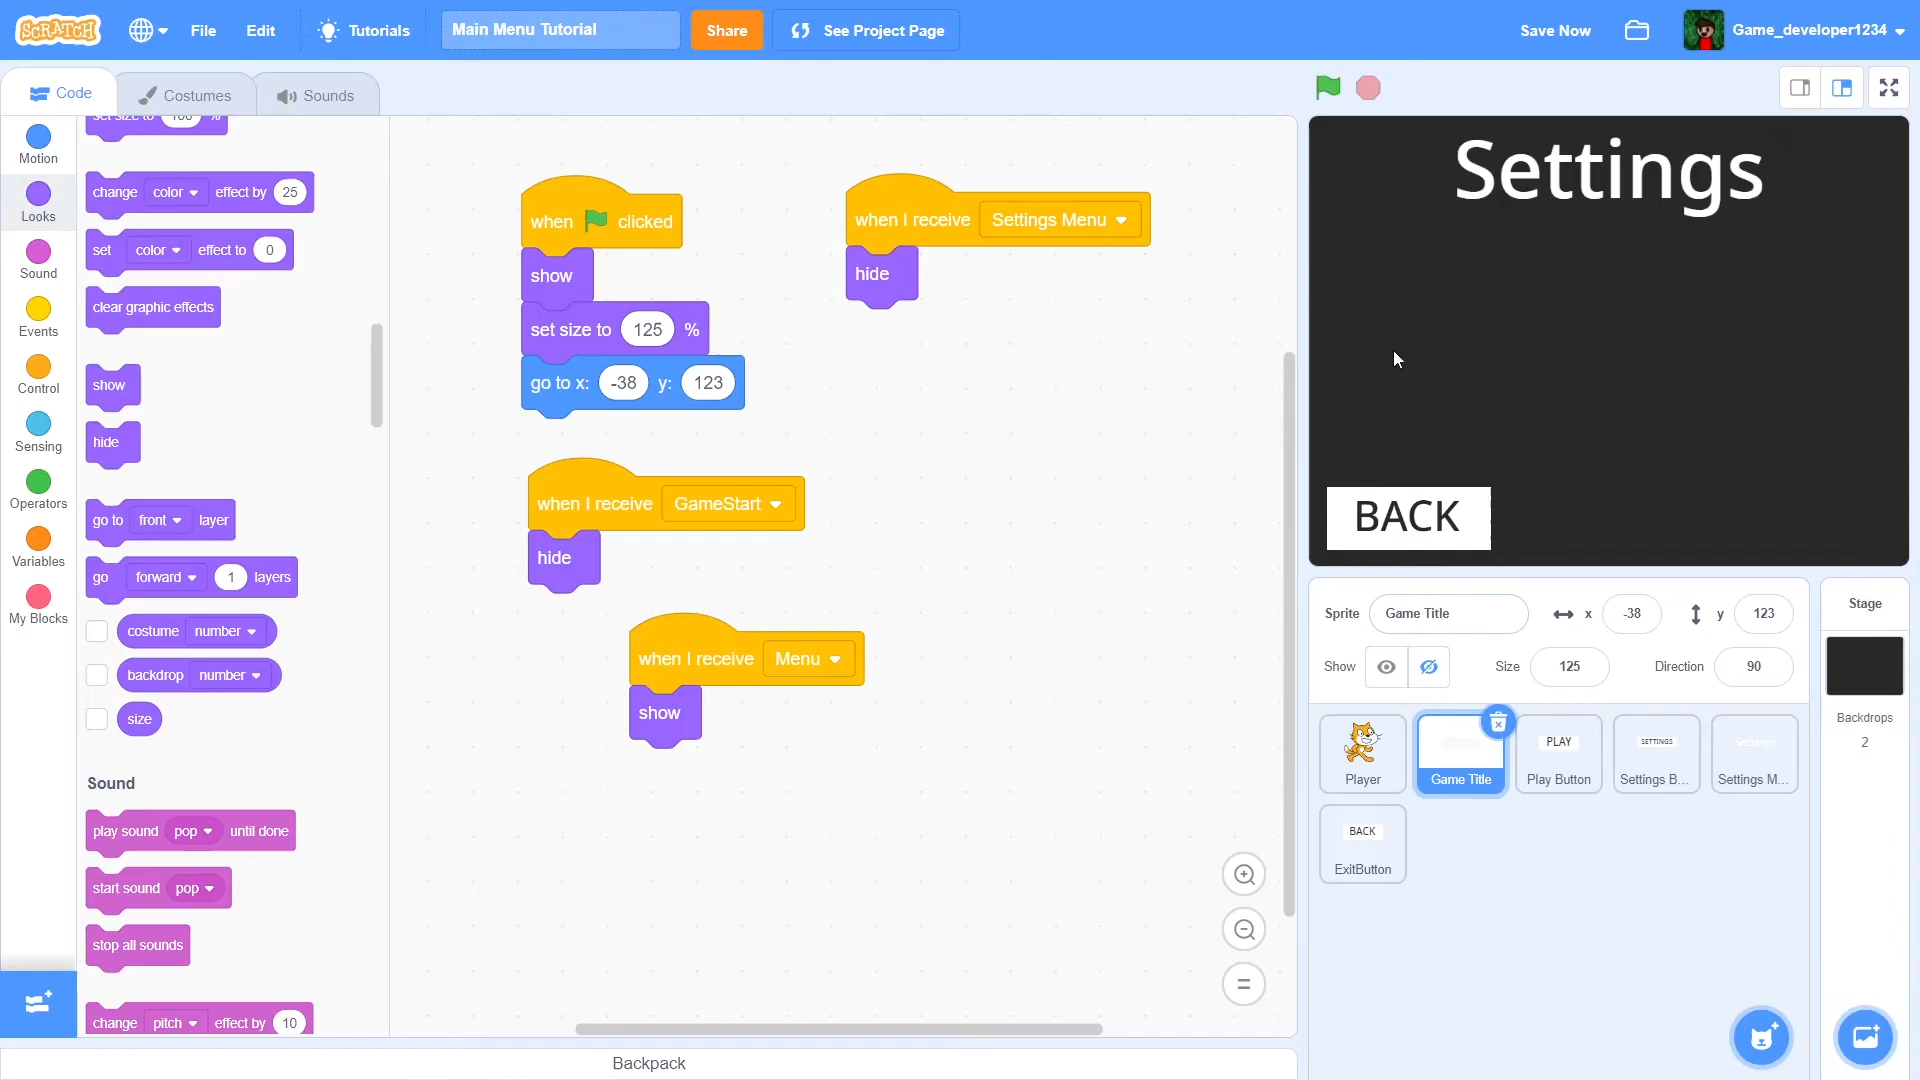 SCRATCH
File
Edit
Tutorials
Main Menu Tutorial
Share
See Project Page
Save Now
Game_developer1234
Code
Costumes
Sounds
Motion
Looks
Sound
Events
Control
Sensing
Operators
Variables
My Blocks
set size to 100 %
change color effect by 25
set color effect to 0
clear graphic effects
show
hide
go to front layer
go forward 1 layers
costume number
backdrop number
size
Sound
play sound pop until done
start sound pop
stop all sounds
change pitch effect by 10
when clicked
show
set size to 125 %
go to x: -38 y: 123
when I receive Settings Menu
hide
when I receive GameStart
hide
when I receive Menu
show
Backpack
Settings
BACK
Sprite Game Title x -38 y 123
Show Size 125 Direction 90
Player
Game Title
PLAY
Play Button
SETTINGS
Settings B...
Settings
Settings M...
BACK
ExitButton
Stage
Backdrops
2